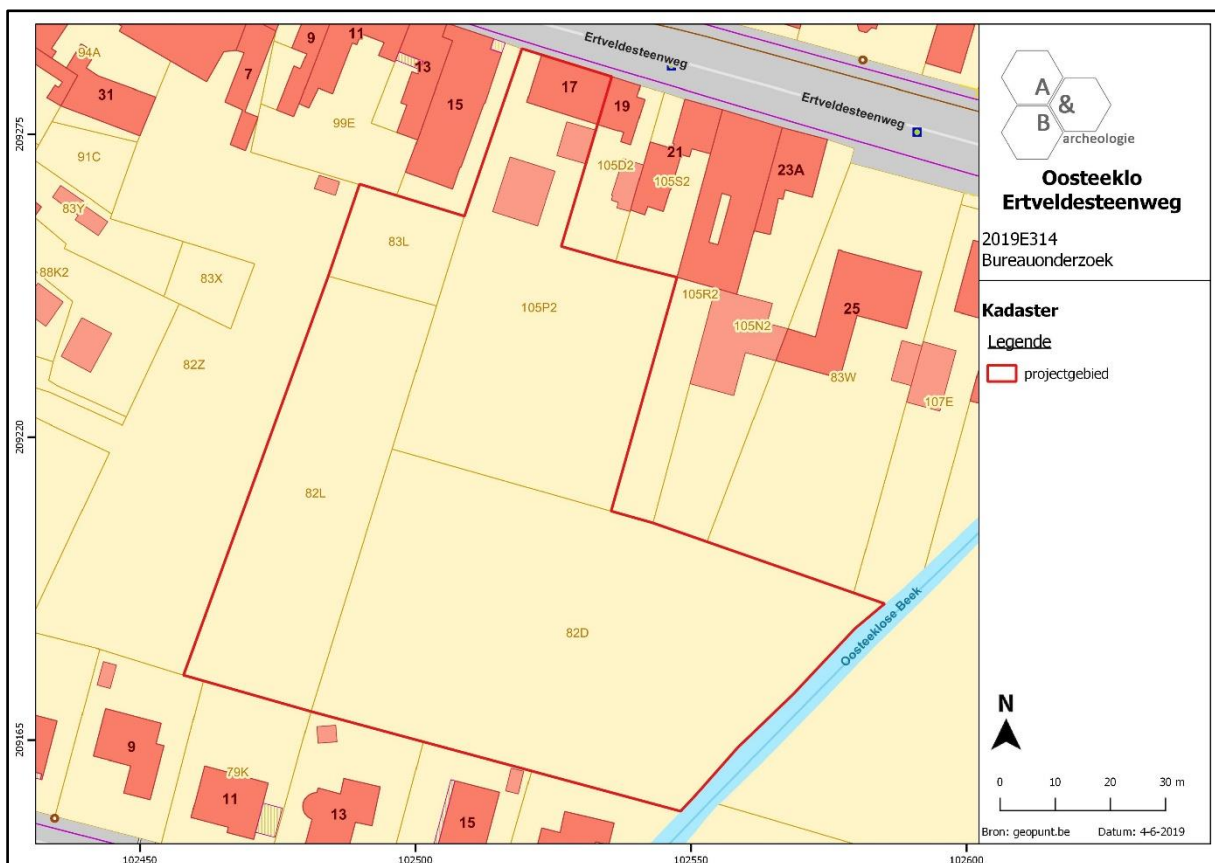 Ertveldesteenweg
Ertveldesteenweg
94A
31
7
9
11
13
15
17
19
21
23A
25
99E
91C
83Y
88K2
83X
82Z
83L
105D2
105S2
105P2
105R2
105N2
83W
107E
82L
82D
Oosteeklose Beek
9
79K
11
13
15
209275
209220
209165
102450
102500
102550
102600
A
&
B
archeologie
Oosteeklo
Ertveldesteenweg
2019E314
Bureauonderzoek
Kadaster
Legende
projectgebied
N
0 10 20 30 m
Bron: geopunt.be Datum: 4-6-2019